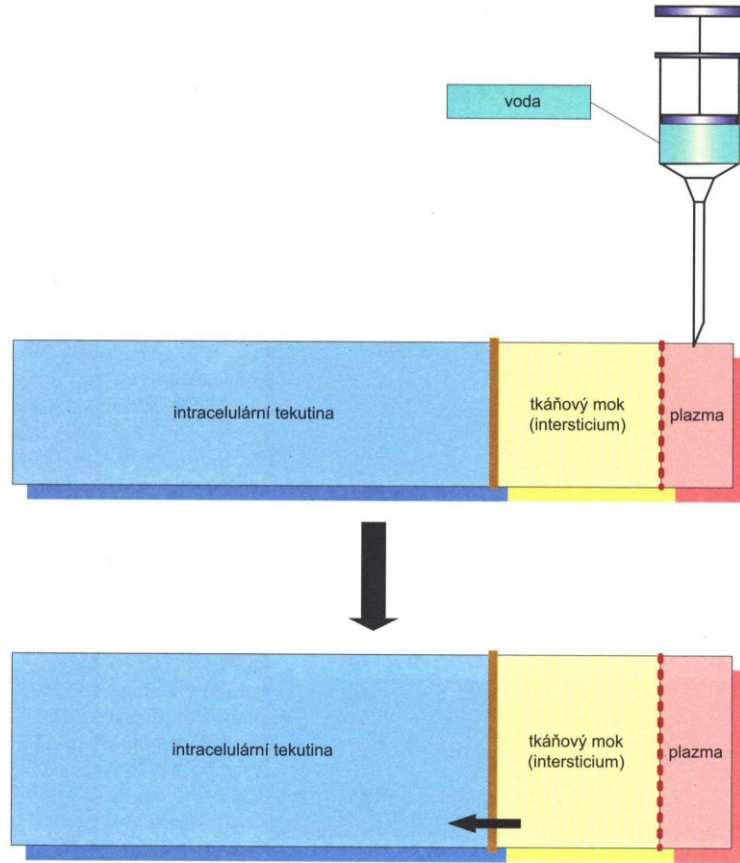 voda
intracelulární tekutina
tkáňový mok
(intersticium)
plazma
intracelulární tekutina
tkáňový mok
(intersticium)
plazma